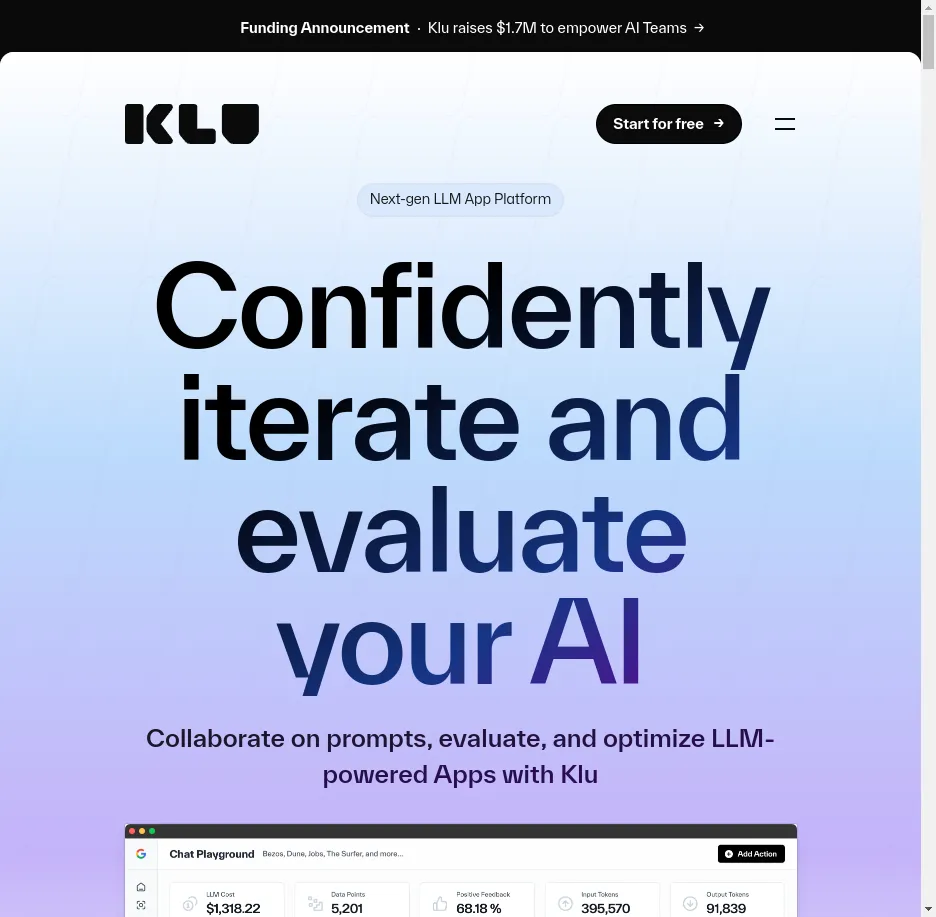 Funding Announcement · Klu raises $1.7M to empower AI Teams →
KLU
Start for free →
Next-gen LLM App Platform
Confidently
iterate and
evaluate
your AI
Collaborate on prompts, evaluate, and optimize LLM-
powered Apps with Klu
Chat Playground Bezos, Dune, Jobs, The Surfer, and more...
Add Action
LLM Cost
$1,318.22
Data Points
5,201
Positive Feedback
68.18 %
Input Tokens
395,570
Output Tokens
91,839